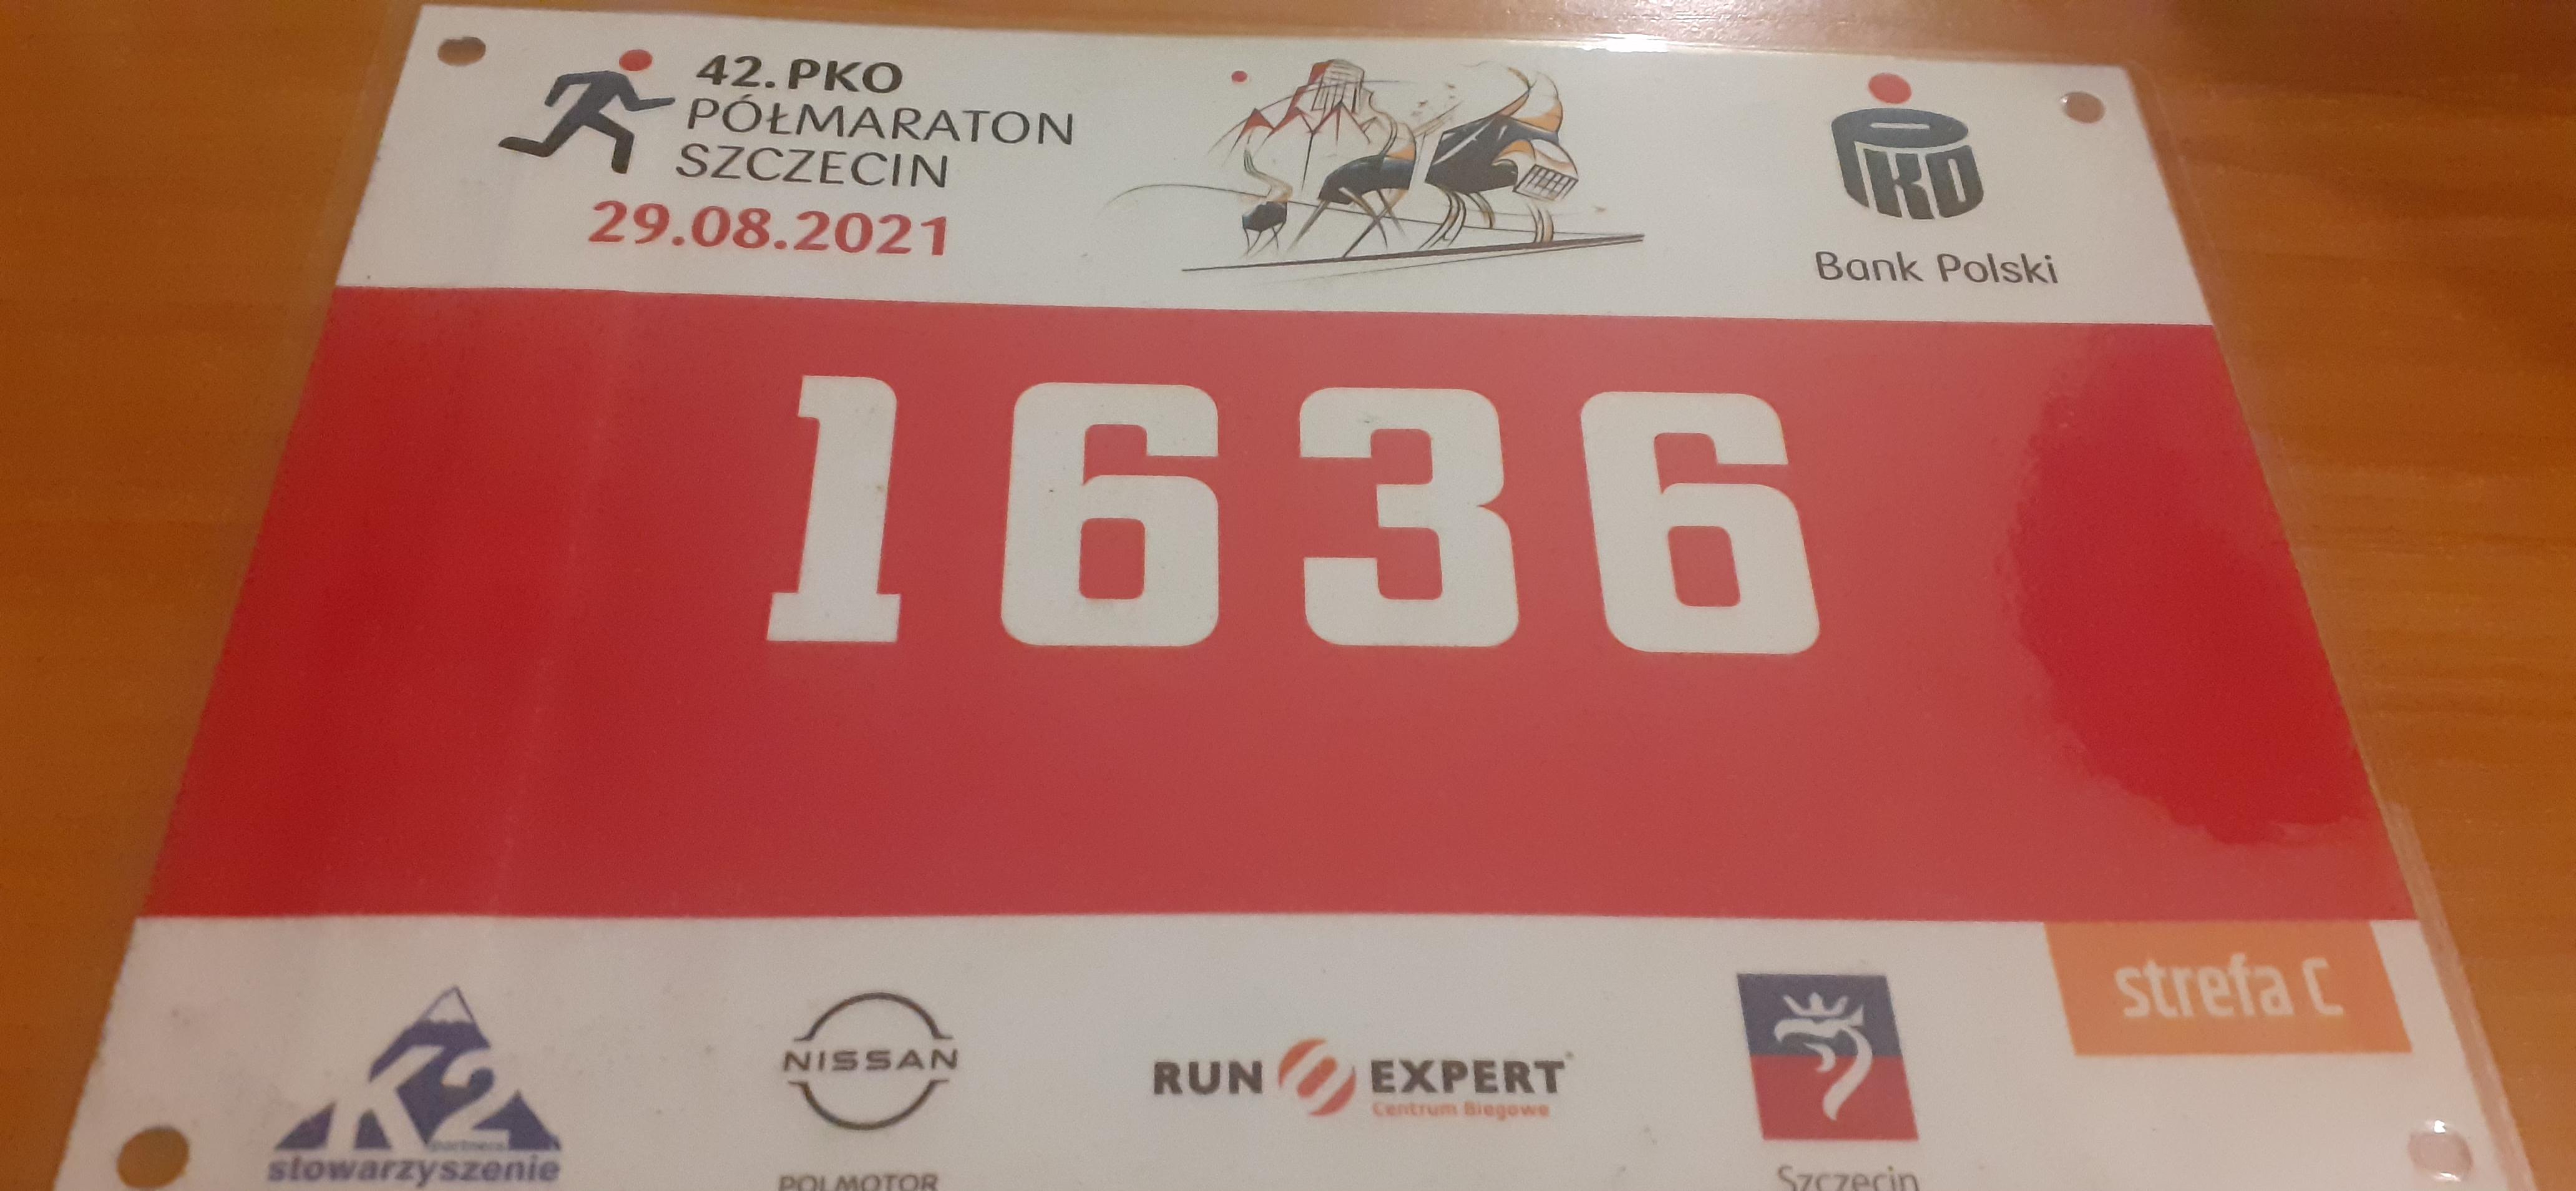 42. PKO
PÓŁMARATON
SZCZECIN
29.08.2021
PKO
Bank Polski
1636
strefa C
K2
partners
stowarzyszenie
NISSAN
POLMOTOR
RUN EXPERT
Centrum Biegowe
Szczecin